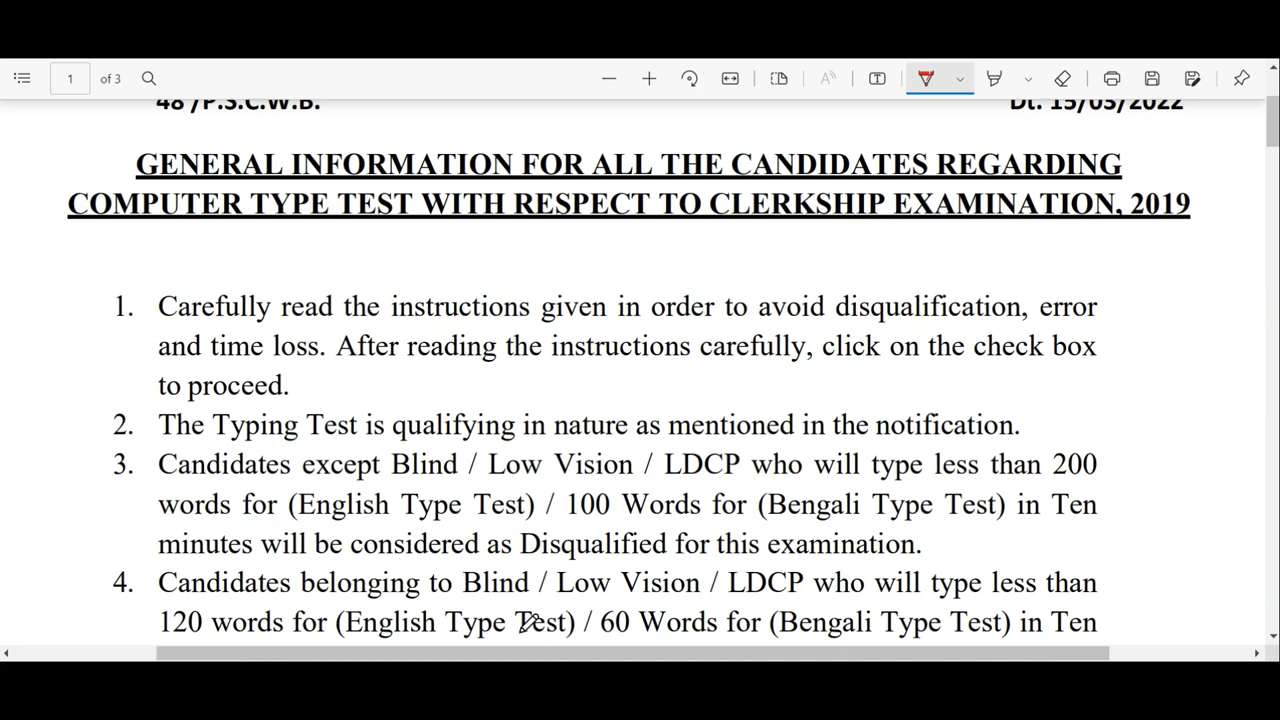 1 of 3
48 /P.S.C.W.B. Dt. 15/03/2022
GENERAL INFORMATION FOR ALL THE CANDIDATES REGARDING
COMPUTER TYPE TEST WITH RESPECT TO CLERKSHIP EXAMINATION, 2019
1. Carefully read the instructions given in order to avoid disqualification, error
and time loss. After reading the instructions carefully, click on the check box
to proceed.
2. The Typing Test is qualifying in nature as mentioned in the notification.
3. Candidates except Blind / Low Vision / LDCP who will type less than 200
words for (English Type Test) / 100 Words for (Bengali Type Test) in Ten
minutes will be considered as Disqualified for this examination.
4. Candidates belonging to Blind / Low Vision / LDCP who will type less than
120 words for (English Type Test) / 60 Words for (Bengali Type Test) in Ten